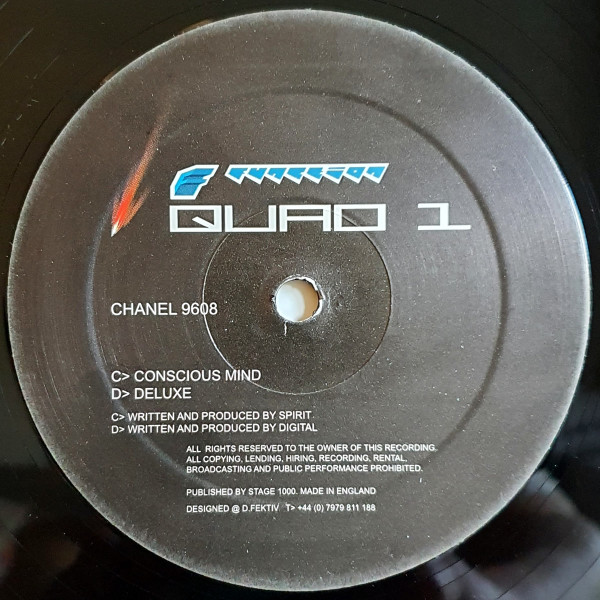 F FUNCTION
QUAD 1
CHANEL 9608
C> CONSCIOUS MIND
D> DELUXE
C> WRITTEN AND PRODUCED BY SPIRIT.
D> WRITTEN AND PRODUCED BY DIGITAL
ALL RIGHTS RESERVED TO THE OWNER OF THIS RECORDING.
ALL COPYING, LENDING, HIRING, RECORDING, RENTAL.
BROADCASTING AND PUBLIC PERFORMANCE PROHIBITED.
PUBLISHED BY STAGE 1000. MADE IN ENGLAND
DESIGNED @ D.FEKTIV T> +44 (0) 7979 811 188